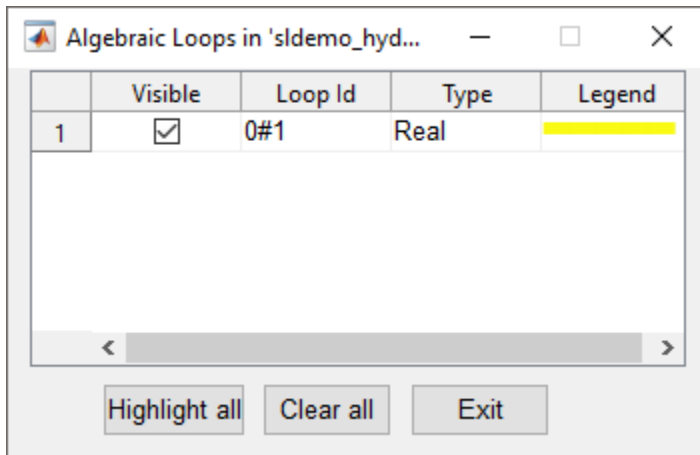 Algebraic Loops in 'sldemo_hyd...
Visible Loop Id Type Legend
1 0#1 Real
Highlight all Clear all Exit